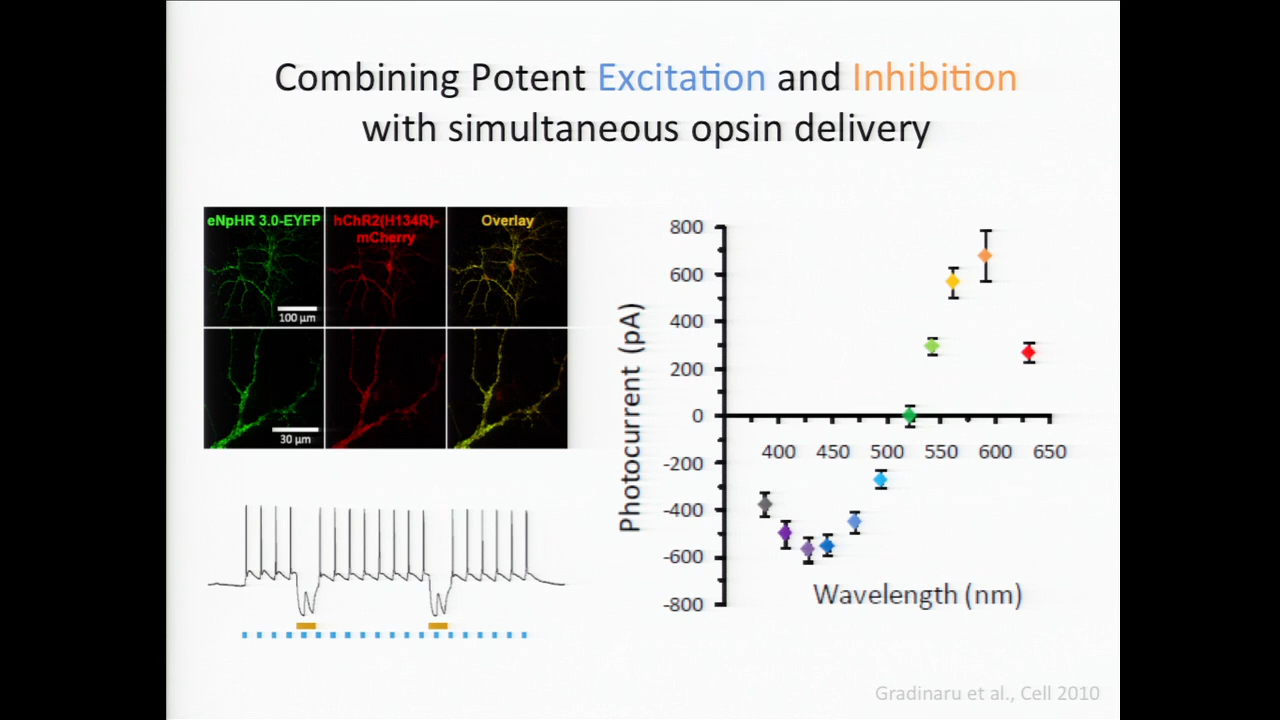 Combining Potent Excitation and Inhibition
with simultaneous opsin delivery
eNpHR 3.0-EYFP
hChR2(H134R)-
mCherry
Overlay
100 µm
30 µm
800
600
400
200
0
-200
-400
-600
-800
400 450 500 550 600 650
Photocurrent (pA)
Wavelength (nm)
Gradinaru et al., Cell 2010